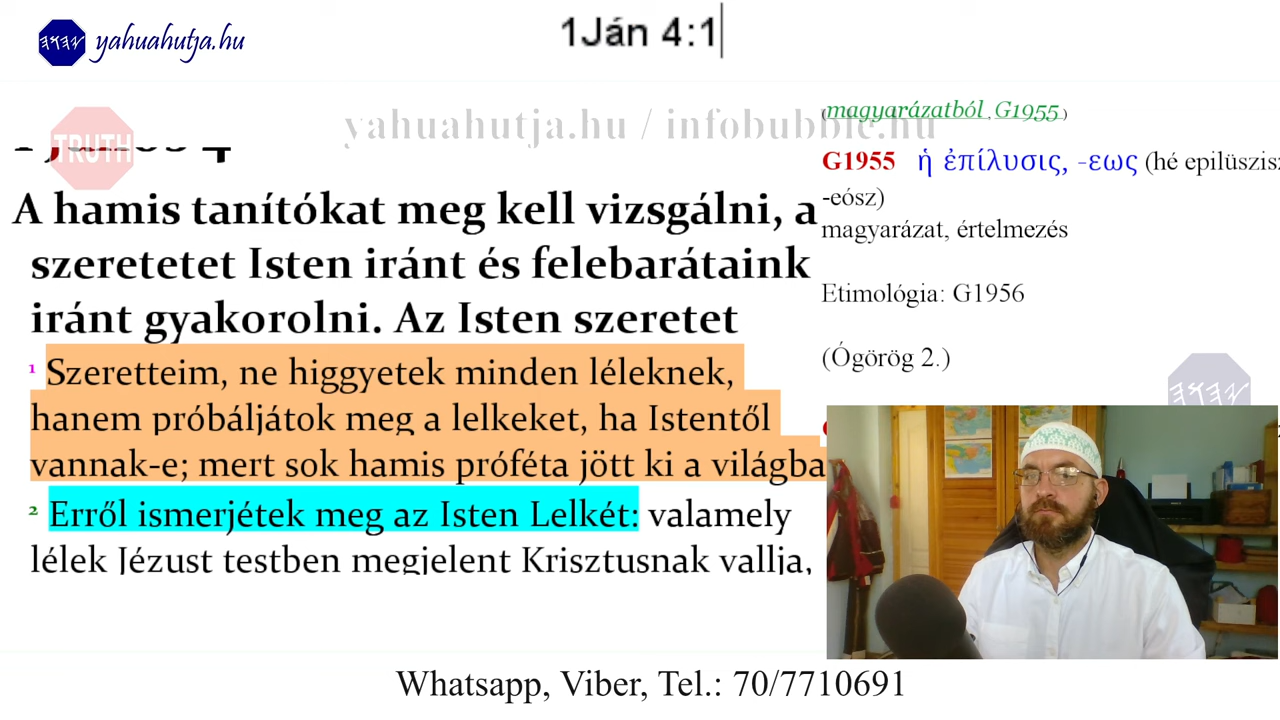 yahuahutja.hu
1Ján 4:1
yahuahutja.hu / infobubble.hu
TRUTH
A hamis tanítókat meg kell vizsgálni, a
szeretetet Isten iránt és felebarátaink
iránt gyakorolni. Az Isten szeretet
1 Szeretteim, ne higgyetek minden léleknek,
hanem próbáljátok meg a lelkeket, ha Istentől
vannak-e; mert sok hamis próféta jött ki a világba
2 Erről ismerjétek meg az Isten Lelkét: valamely
lélek Jézust testben megjelent Krisztusnak vallja,
(magyarázatból , G1955 )
G1955 ἡ ἐπίλυσις, -εως (hé epilüszisz
-eósz)
magyarázat, értelmezés
Etimológia: G1956
(Ógörög 2.)
Whatsapp, Viber, Tel.: 70/7710691